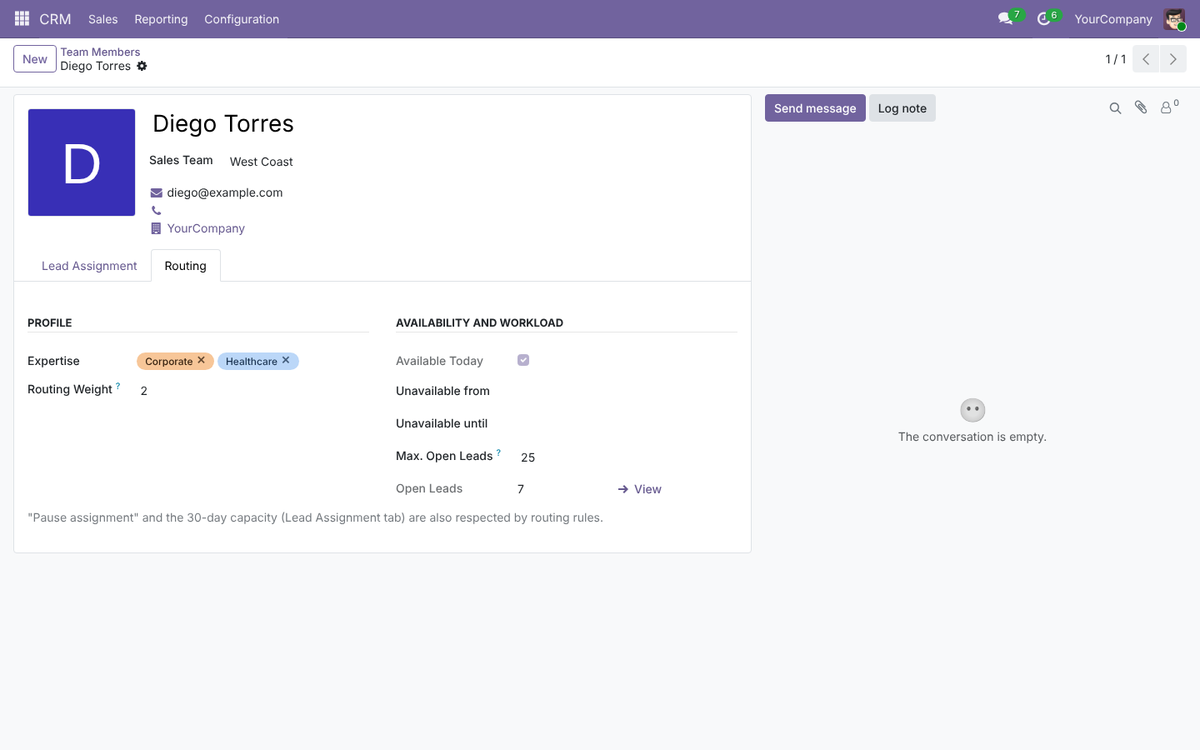 CRM Sales Reporting Configuration 7 6 YourCompany
New Team Members
Diego Torres
1 / 1
D
Diego Torres
Sales Team West Coast
diego@example.com
YourCompany
Lead Assignment Routing
PROFILE
Expertise Corporate ✕ Healthcare ✕
Routing Weight ? 2
AVAILABILITY AND WORKLOAD
Available Today
Unavailable from
Unavailable until
Max. Open Leads ? 25
Open Leads 7 → View
"Pause assignment" and the 30-day capacity (Lead Assignment tab) are also respected by routing rules.
Send message Log note 0
The conversation is empty.